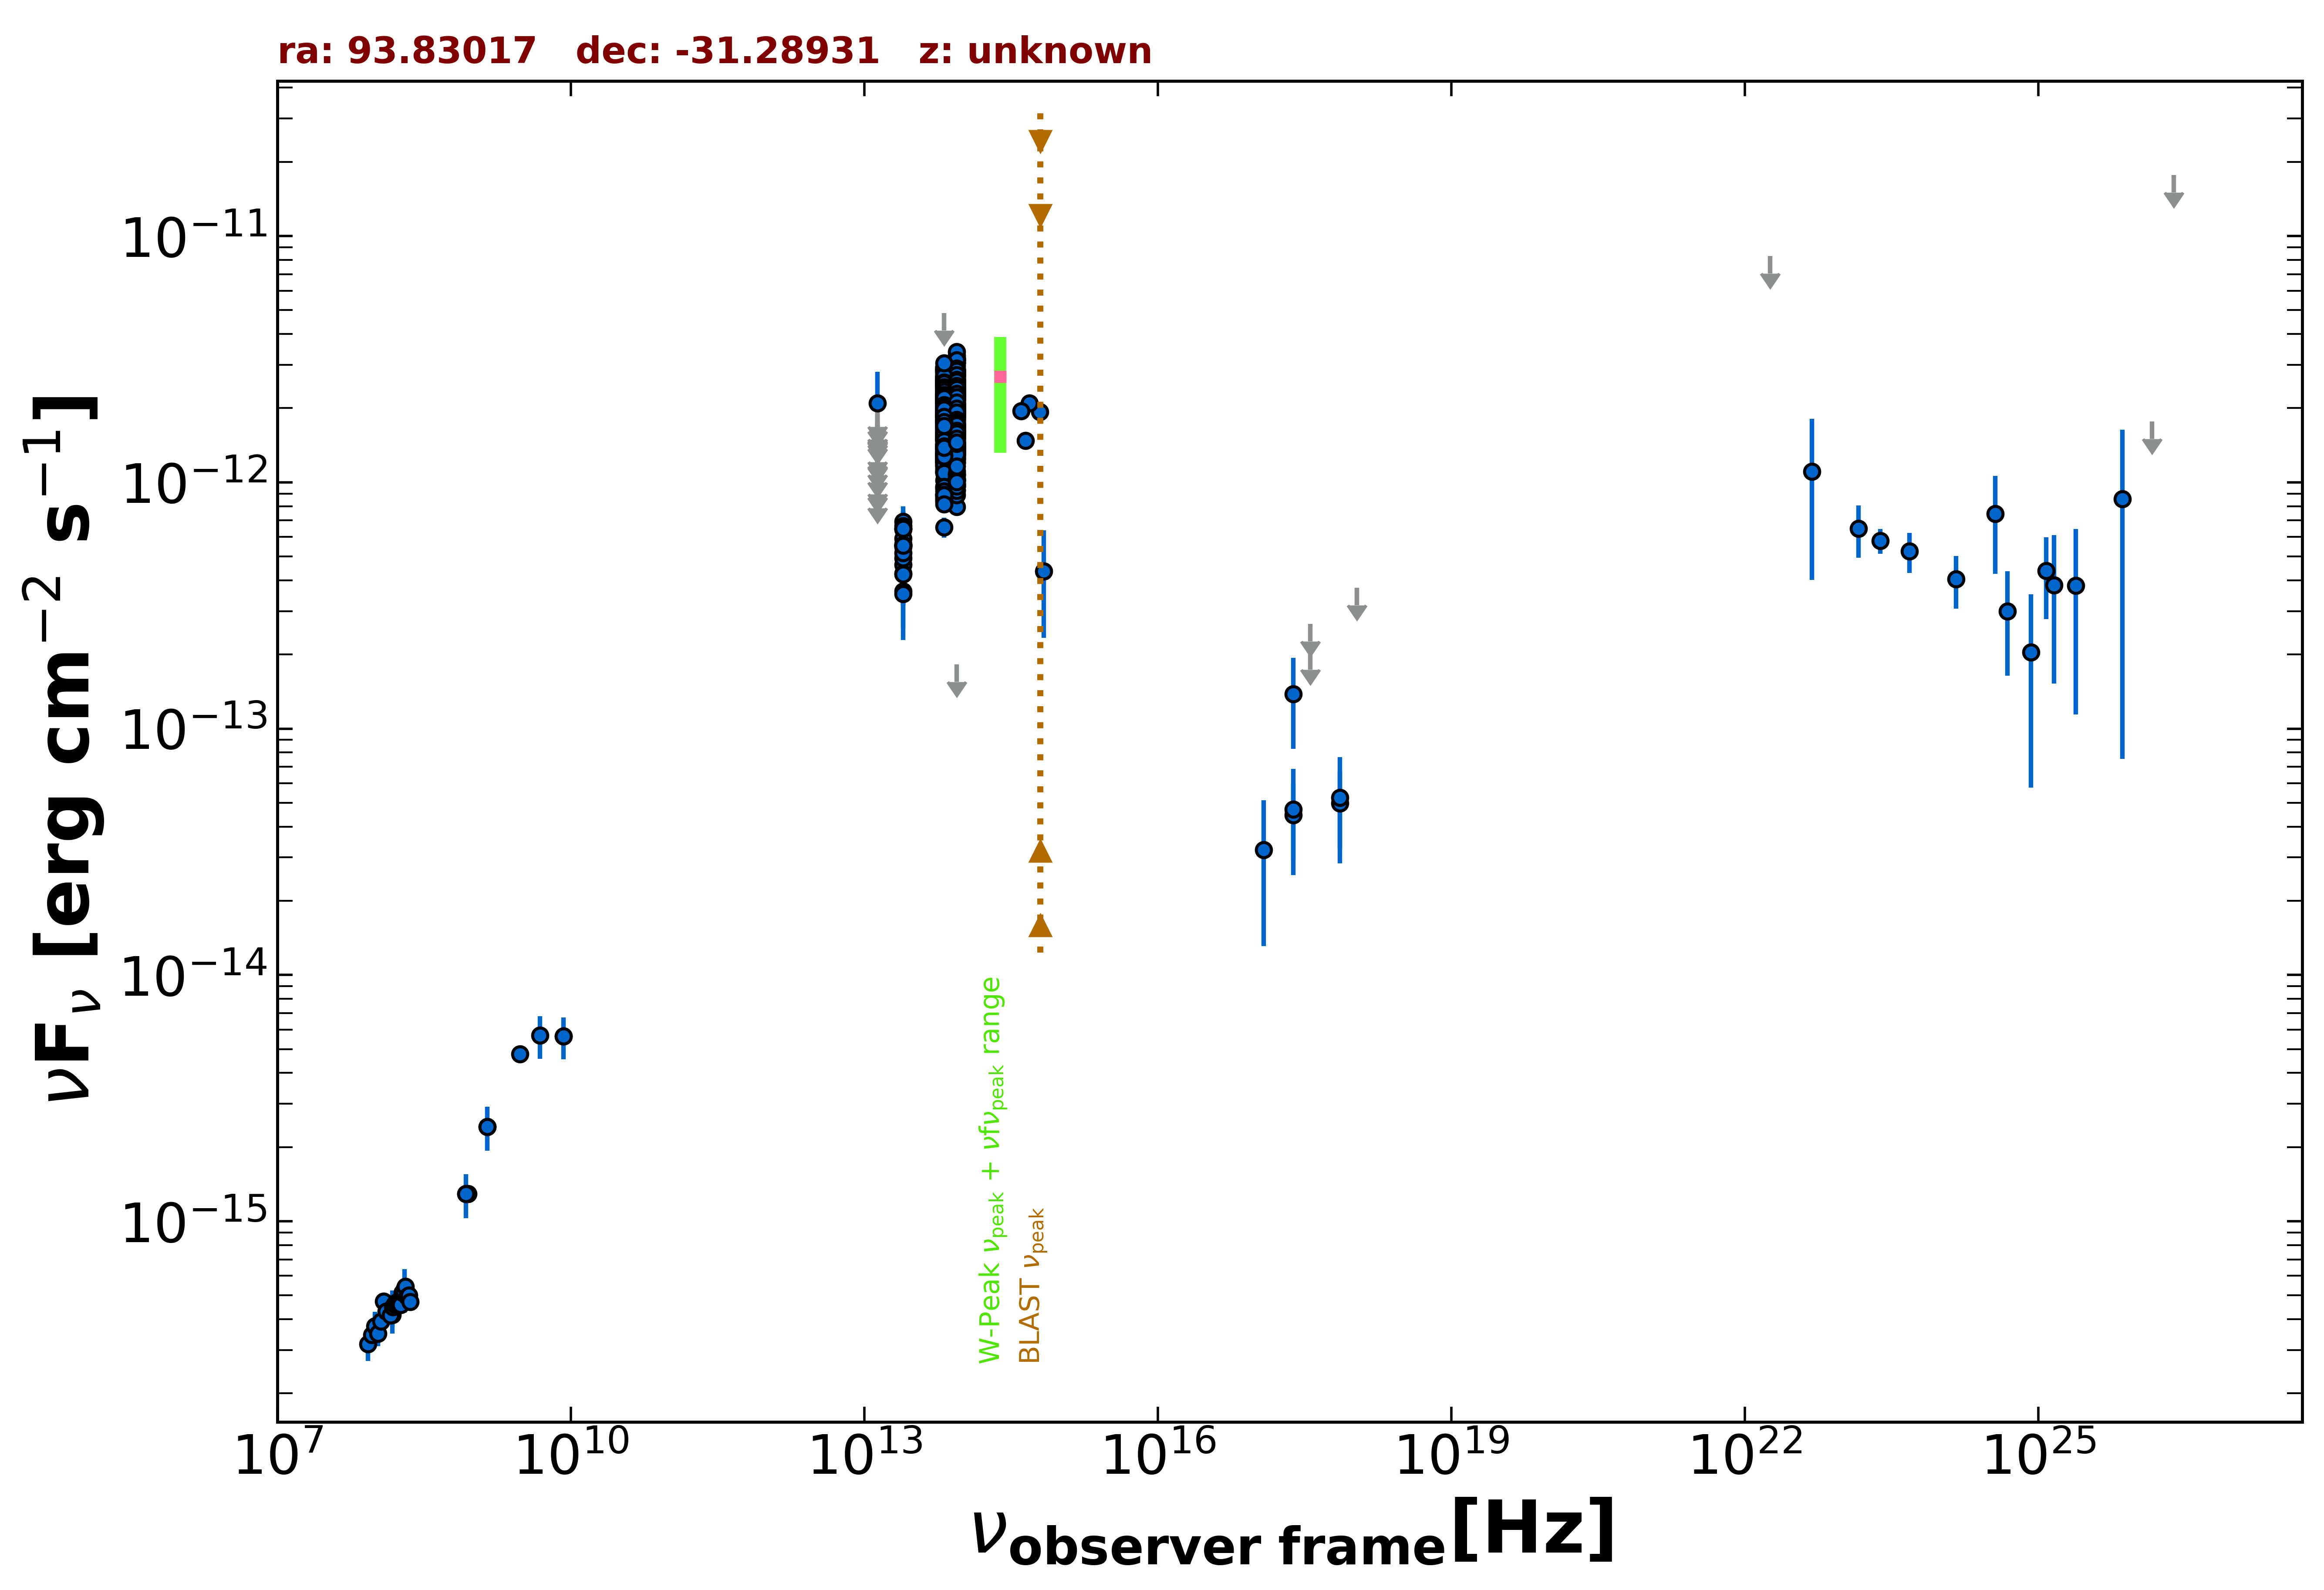 ra: 93.83017   dec: -31.28931   z: unknown
νFν [erg cm−2 s−1]
10−11
10−12
10−13
10−14
10−15
W-Peak νpeak + νfνpeak range
BLAST νpeak
107 1010 1013 1016 1019 1022 1025
νobserver frame[Hz]